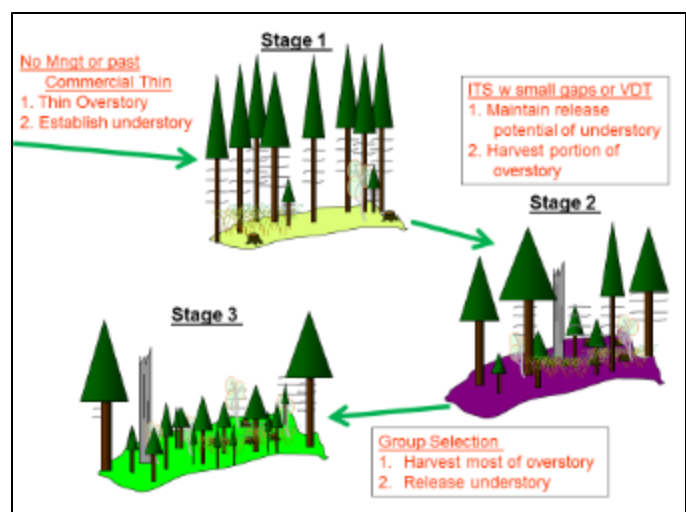 Stage 1
No Mngt or past
Commercial Thin
1. Thin Overstory
2. Establish understory
ITS w small gaps or VDT
1. Maintain release
potential of understory
2. Harvest portion of
overstory
Stage 2
Stage 3
Group Selection
1. Harvest most of overstory
2. Release understory